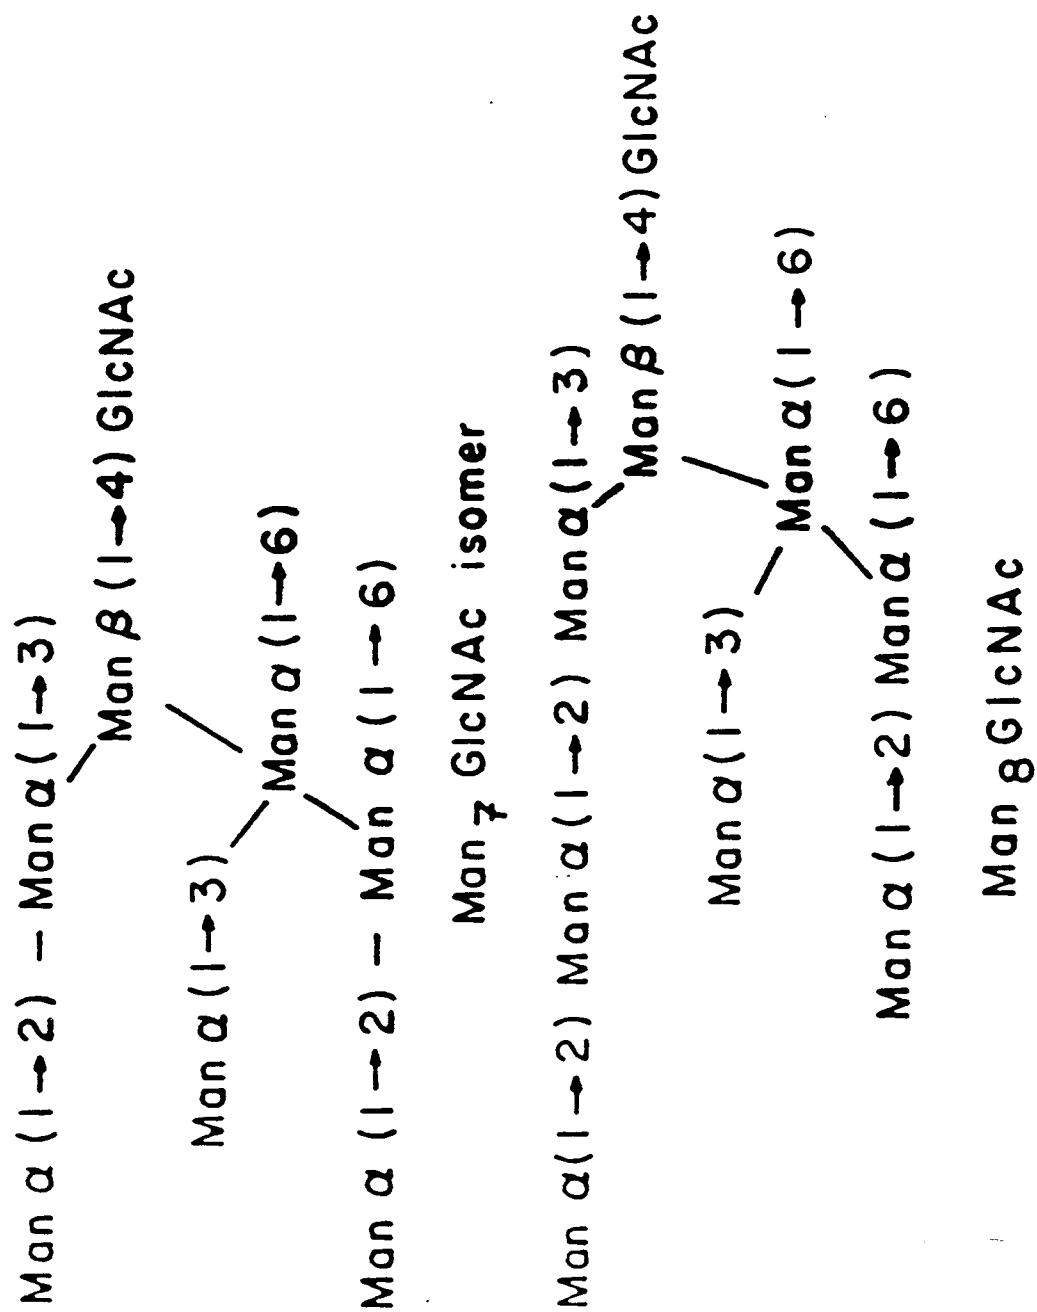 Man α (1→2) – Man α (1→3)
Man β (1→4) GlcNAc
Man α (1→3)
Man α (1→6)
Man α (1→2) – Man α (1→6)
Man₇ GlcNAc isomer
Man α(1→2) Man α(1→2) Man α(1→3)
Man β (1→4) GlcNAc
Man α(1→3)
Man α(1→6)
Man α (1→2) Man α (1→6)
Man₈ GlcNAc